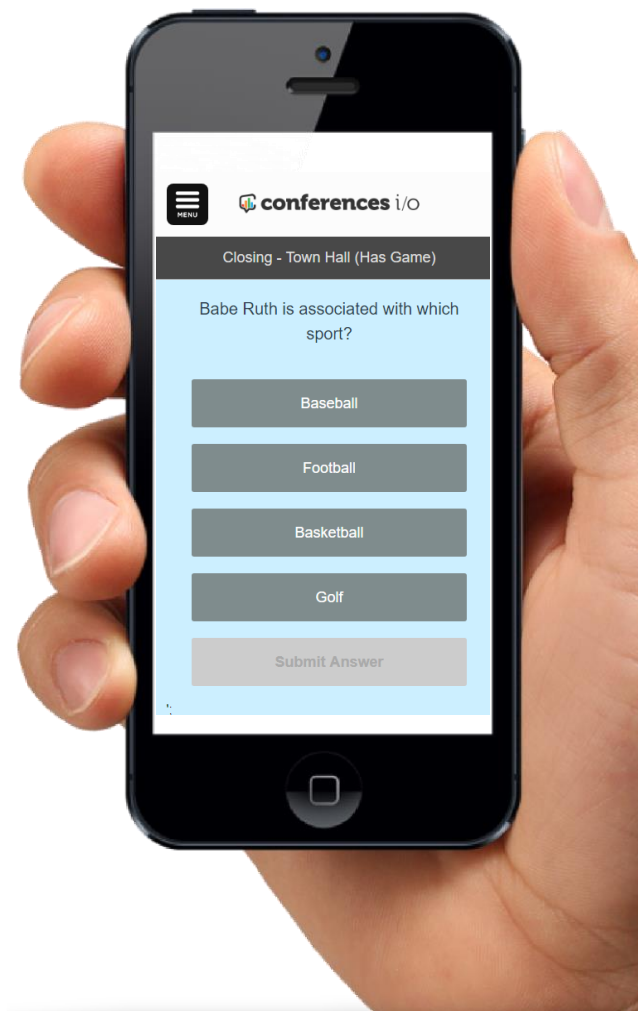 MENU
conferences i/o
Closing - Town Hall (Has Game)
Babe Ruth is associated with which
sport?
Baseball
Football
Basketball
Golf
Submit Answer
';